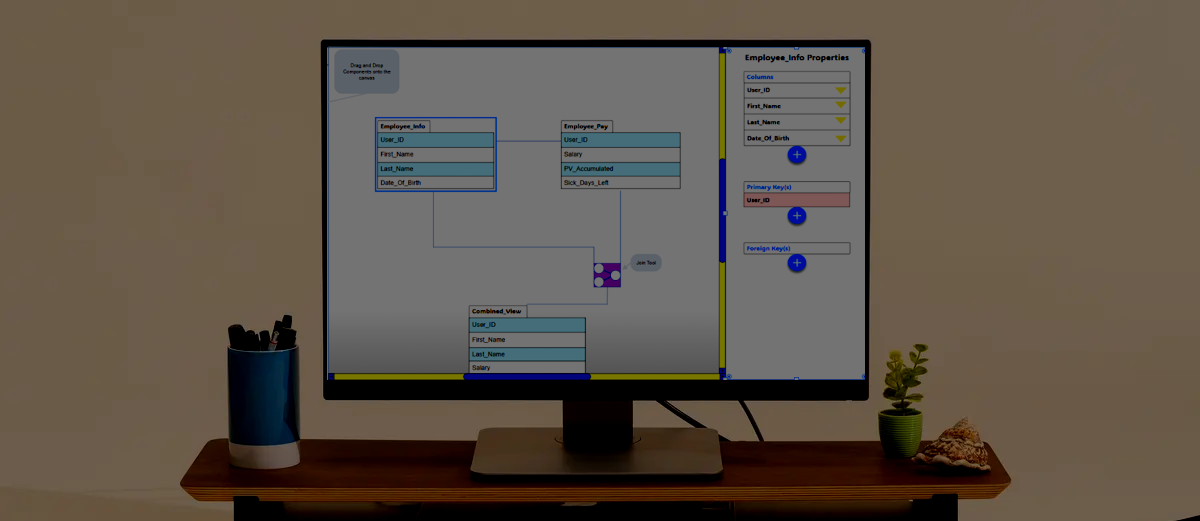 Drag and Drop
Components onto the
canvas
Employee_Info
User_ID
First_Name
Last_Name
Date_Of_Birth
Employee_Pay
User_ID
Salary
PV_Accumulated
Sick_Days_Left
Join Tool
Combined_View
User_ID
First_Name
Last_Name
Salary
Employee_Info Properties
Columns
User_ID
First_Name
Last_Name
Date_Of_Birth
Primary Key(s)
User_ID
Foreign Key(s)